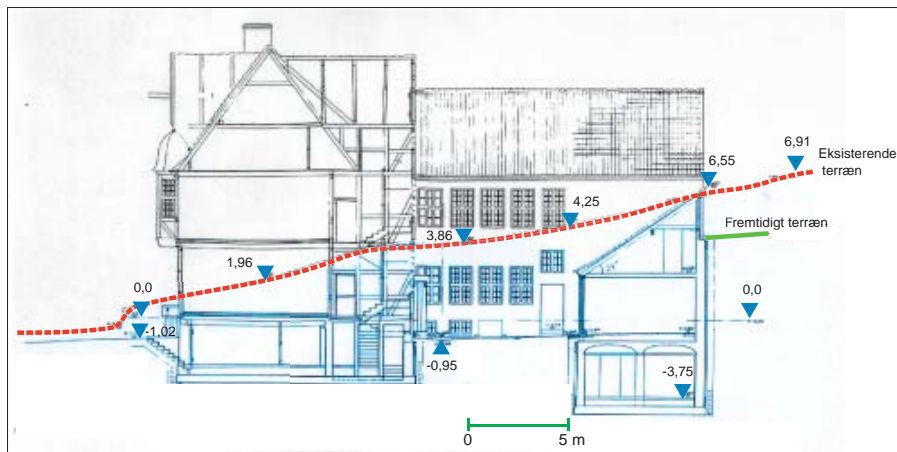 6,91
6,55
Eksisterende
terræn
4,25
Fremtidigt terræn
3,86
1,96
0,0
0,0
-1,02
-0,95
-3,75
0
5 m